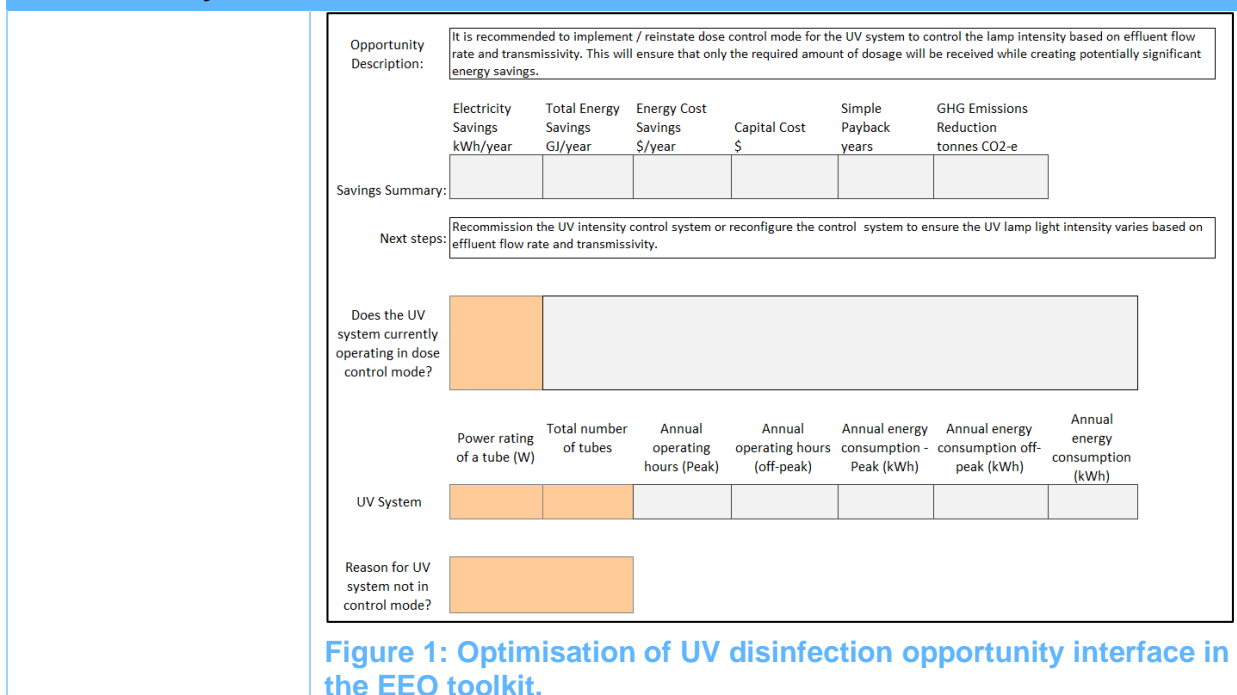 Opportunity
Description:
It is recommended to implement / reinstate dose control mode for the UV system to control the lamp intensity based on effluent flow
rate and transmissivity. This will ensure that only the required amount of dosage will be received while creating potentially significant
energy savings.
Electricity
Savings
kWh/year
Total Energy
Savings
GJ/year
Energy Cost
Savings
$/year
Capital Cost
$
Simple
Payback
years
GHG Emissions
Reduction
tonnes CO2-e
Savings Summary:
Next steps:
Recommission the UV intensity control system or reconfigure the control  system to ensure the UV lamp light intensity varies based on
effluent flow rate and transmissivity.
Does the UV
system currently
operating in dose
control mode?
Power rating
of a tube (W)
Total number
of tubes
Annual
operating
hours (Peak)
Annual
operating hours
(off-peak)
Annual energy
consumption -
Peak (kWh)
Annual energy
consumption off-
peak (kWh)
Annual
energy
consumption
(kWh)
UV System
Reason for UV
system not in
control mode?
Figure 1: Optimisation of UV disinfection opportunity interface in
the EEO toolkit.